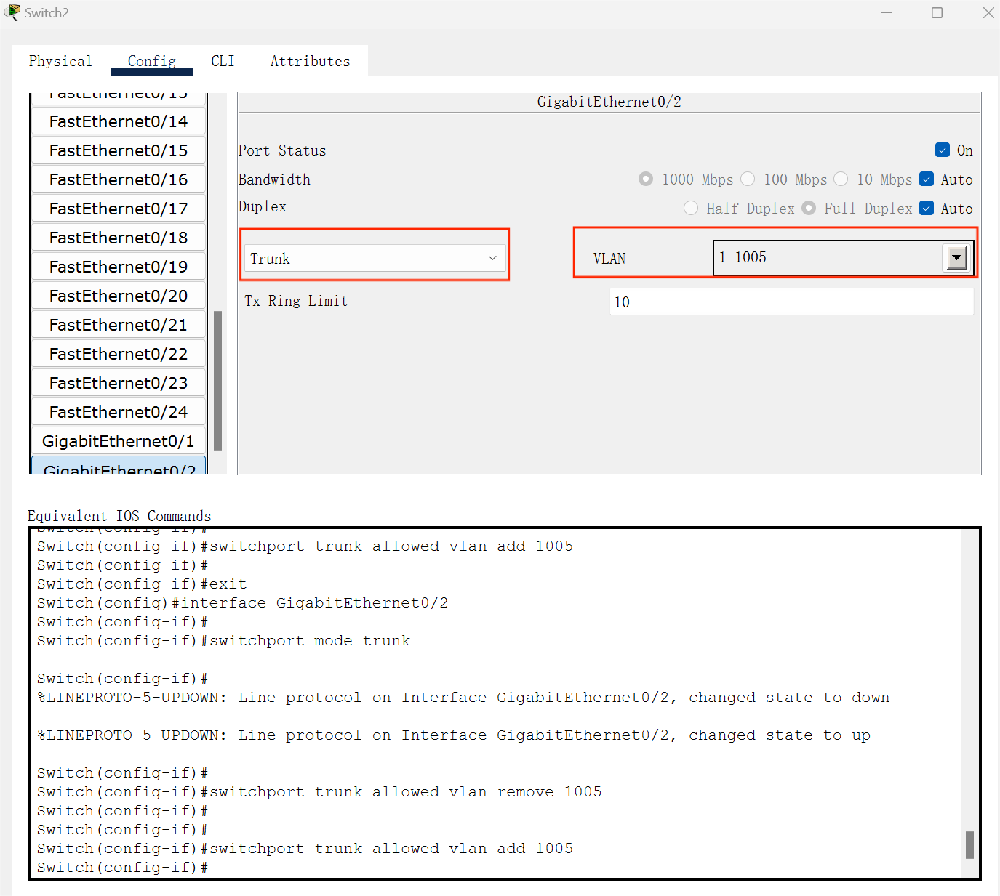 Switch2
Physical Config CLI Attributes
FastEthernet0/13
FastEthernet0/14
FastEthernet0/15
FastEthernet0/16
FastEthernet0/17
FastEthernet0/18
FastEthernet0/19
FastEthernet0/20
FastEthernet0/21
FastEthernet0/22
FastEthernet0/23
FastEthernet0/24
GigabitEthernet0/1
GigabitEthernet0/2
GigabitEthernet0/2
Port Status On
Bandwidth 1000 Mbps 100 Mbps 10 Mbps Auto
Duplex Half Duplex Full Duplex Auto
Trunk VLAN 1-1005
Tx Ring Limit 10
Equivalent IOS Commands
Switch(config-if)#
Switch(config-if)#switchport trunk allowed vlan add 1005
Switch(config-if)#
Switch(config-if)#exit
Switch(config)#interface GigabitEthernet0/2
Switch(config-if)#
Switch(config-if)#switchport mode trunk
Switch(config-if)#
%LINEPROTO-5-UPDOWN: Line protocol on Interface GigabitEthernet0/2, changed state to down
%LINEPROTO-5-UPDOWN: Line protocol on Interface GigabitEthernet0/2, changed state to up
Switch(config-if)#
Switch(config-if)#switchport trunk allowed vlan remove 1005
Switch(config-if)#
Switch(config-if)#
Switch(config-if)#switchport trunk allowed vlan add 1005
Switch(config-if)#